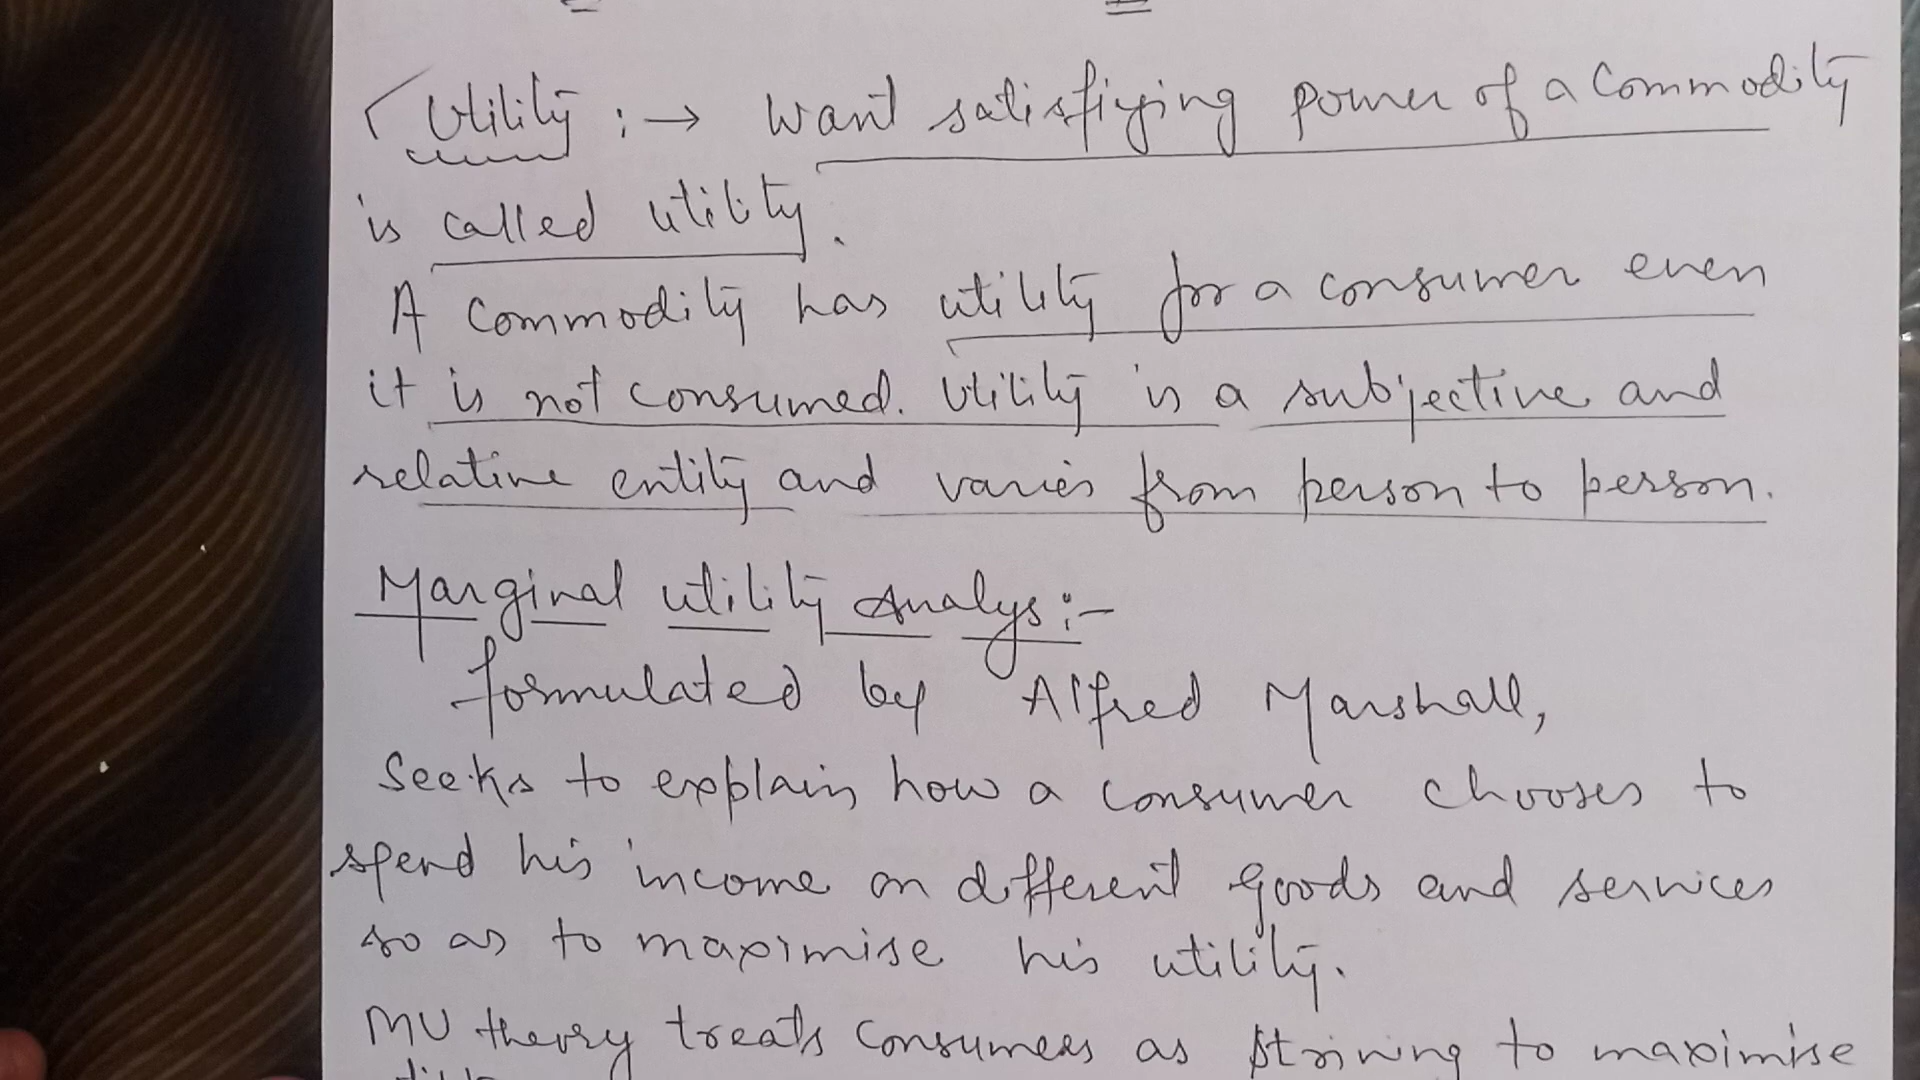 Utility :→ Want satisfiying power of a Commodity
is called utility.
A Commodity has utility for a consumer even
it is not consumed. Utility is a subjective and
relative entity and varies from person to person.
Marginal utility Analys :-
formulated by Alfred Marshall,
Seeks to explain how a consumer chooses to
spend his income on different goods and services
so as to maximise his utility.
MU theory treats Consumers as striving to maximise